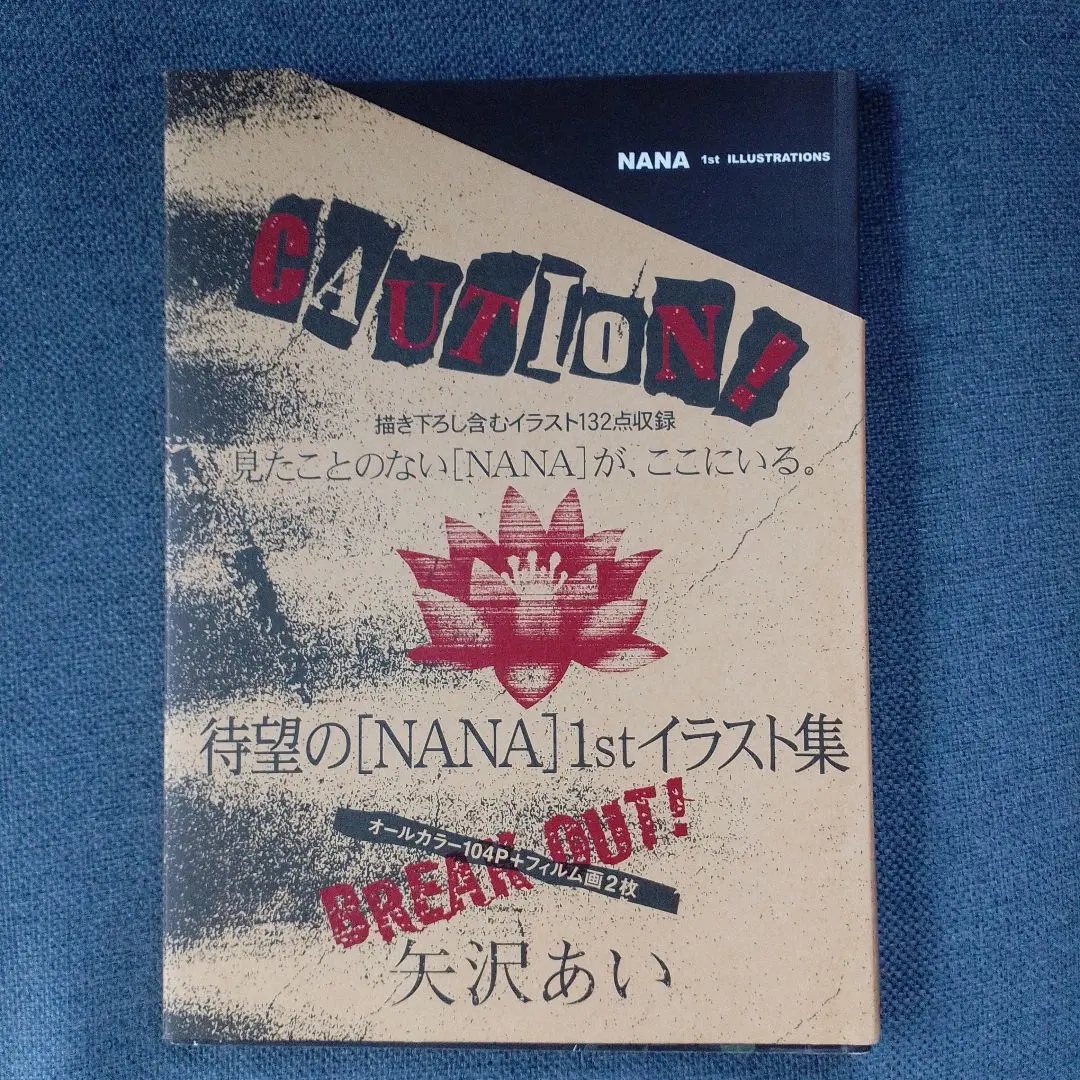 NANA 1st ILLUSTRATIONS
CAUTION!
描き下ろし含むイラスト132点収録
見たことのない[NANA]が、ここにいる。
待望の[NANA]1stイラスト集
BREAK OUT!
オールカラー104P+フィルム画2枚
矢沢あい